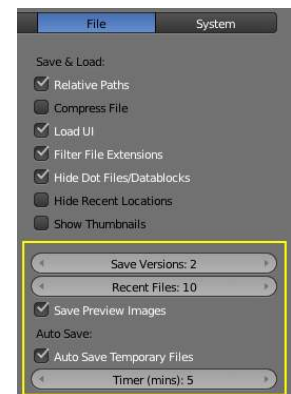 File System
Save & Load:
Relative Paths
Compress File
Load UI
Filter File Extensions
Hide Dot Files/Datablocks
Hide Recent Locations
Show Thumbnails
Save Versions: 2
Recent Files: 10
Save Preview Images
Auto Save:
Auto Save Temporary Files
Timer (mins): 5